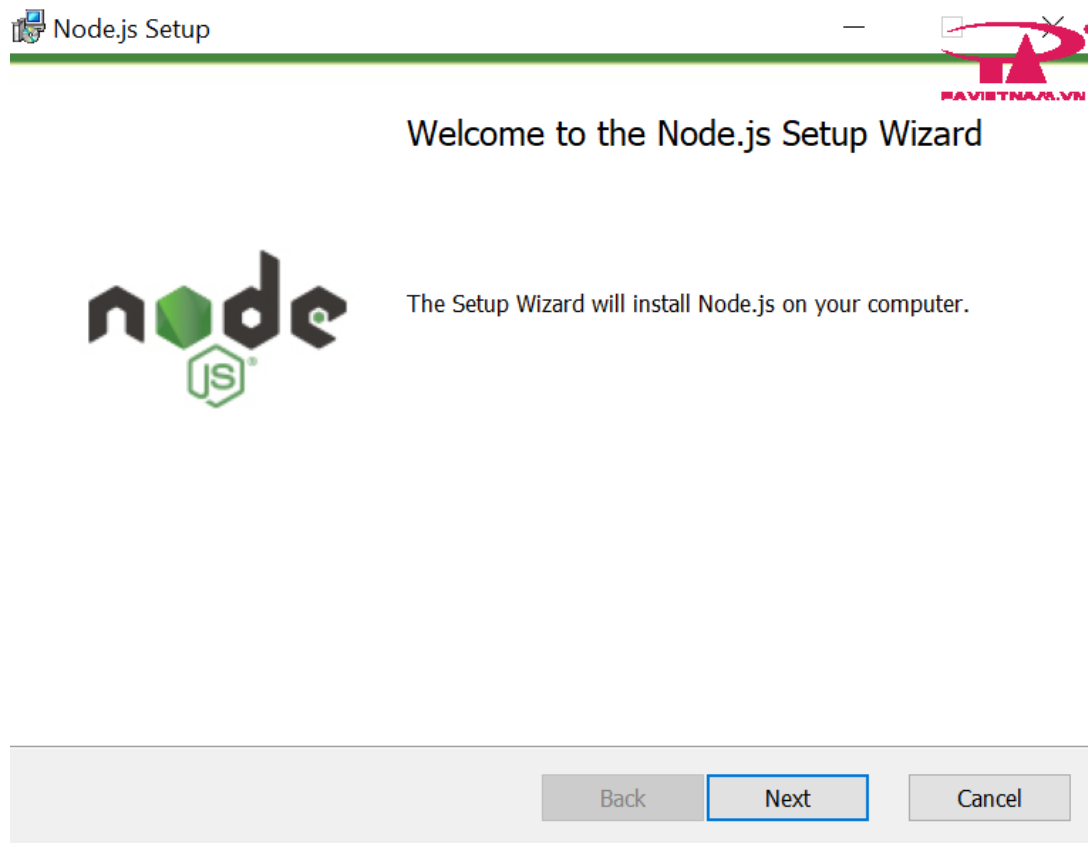 Node.js Setup
PAVIETNAM.VN
Welcome to the Node.js Setup Wizard
node
JS
The Setup Wizard will install Node.js on your computer.
Back
Next
Cancel